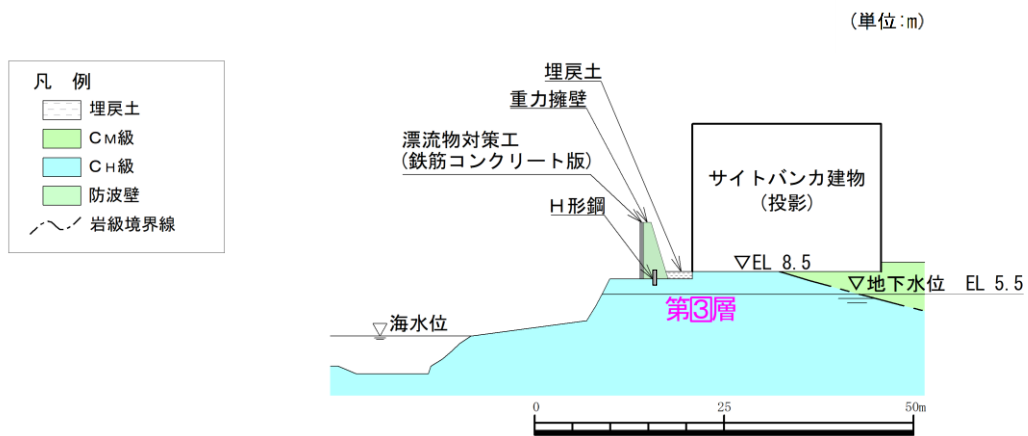 (単位:m)
凡 例
埋戻土
CM級
CH級
防波壁
岩級境界線
埋戻土
重力擁壁
漂流物対策工
(鉄筋コンクリート版)
H形鋼
サイトバンカ建物
(投影)
▽EL 8.5
▽地下水位 EL 5.5
第③層
▽海水位
0 25 50m